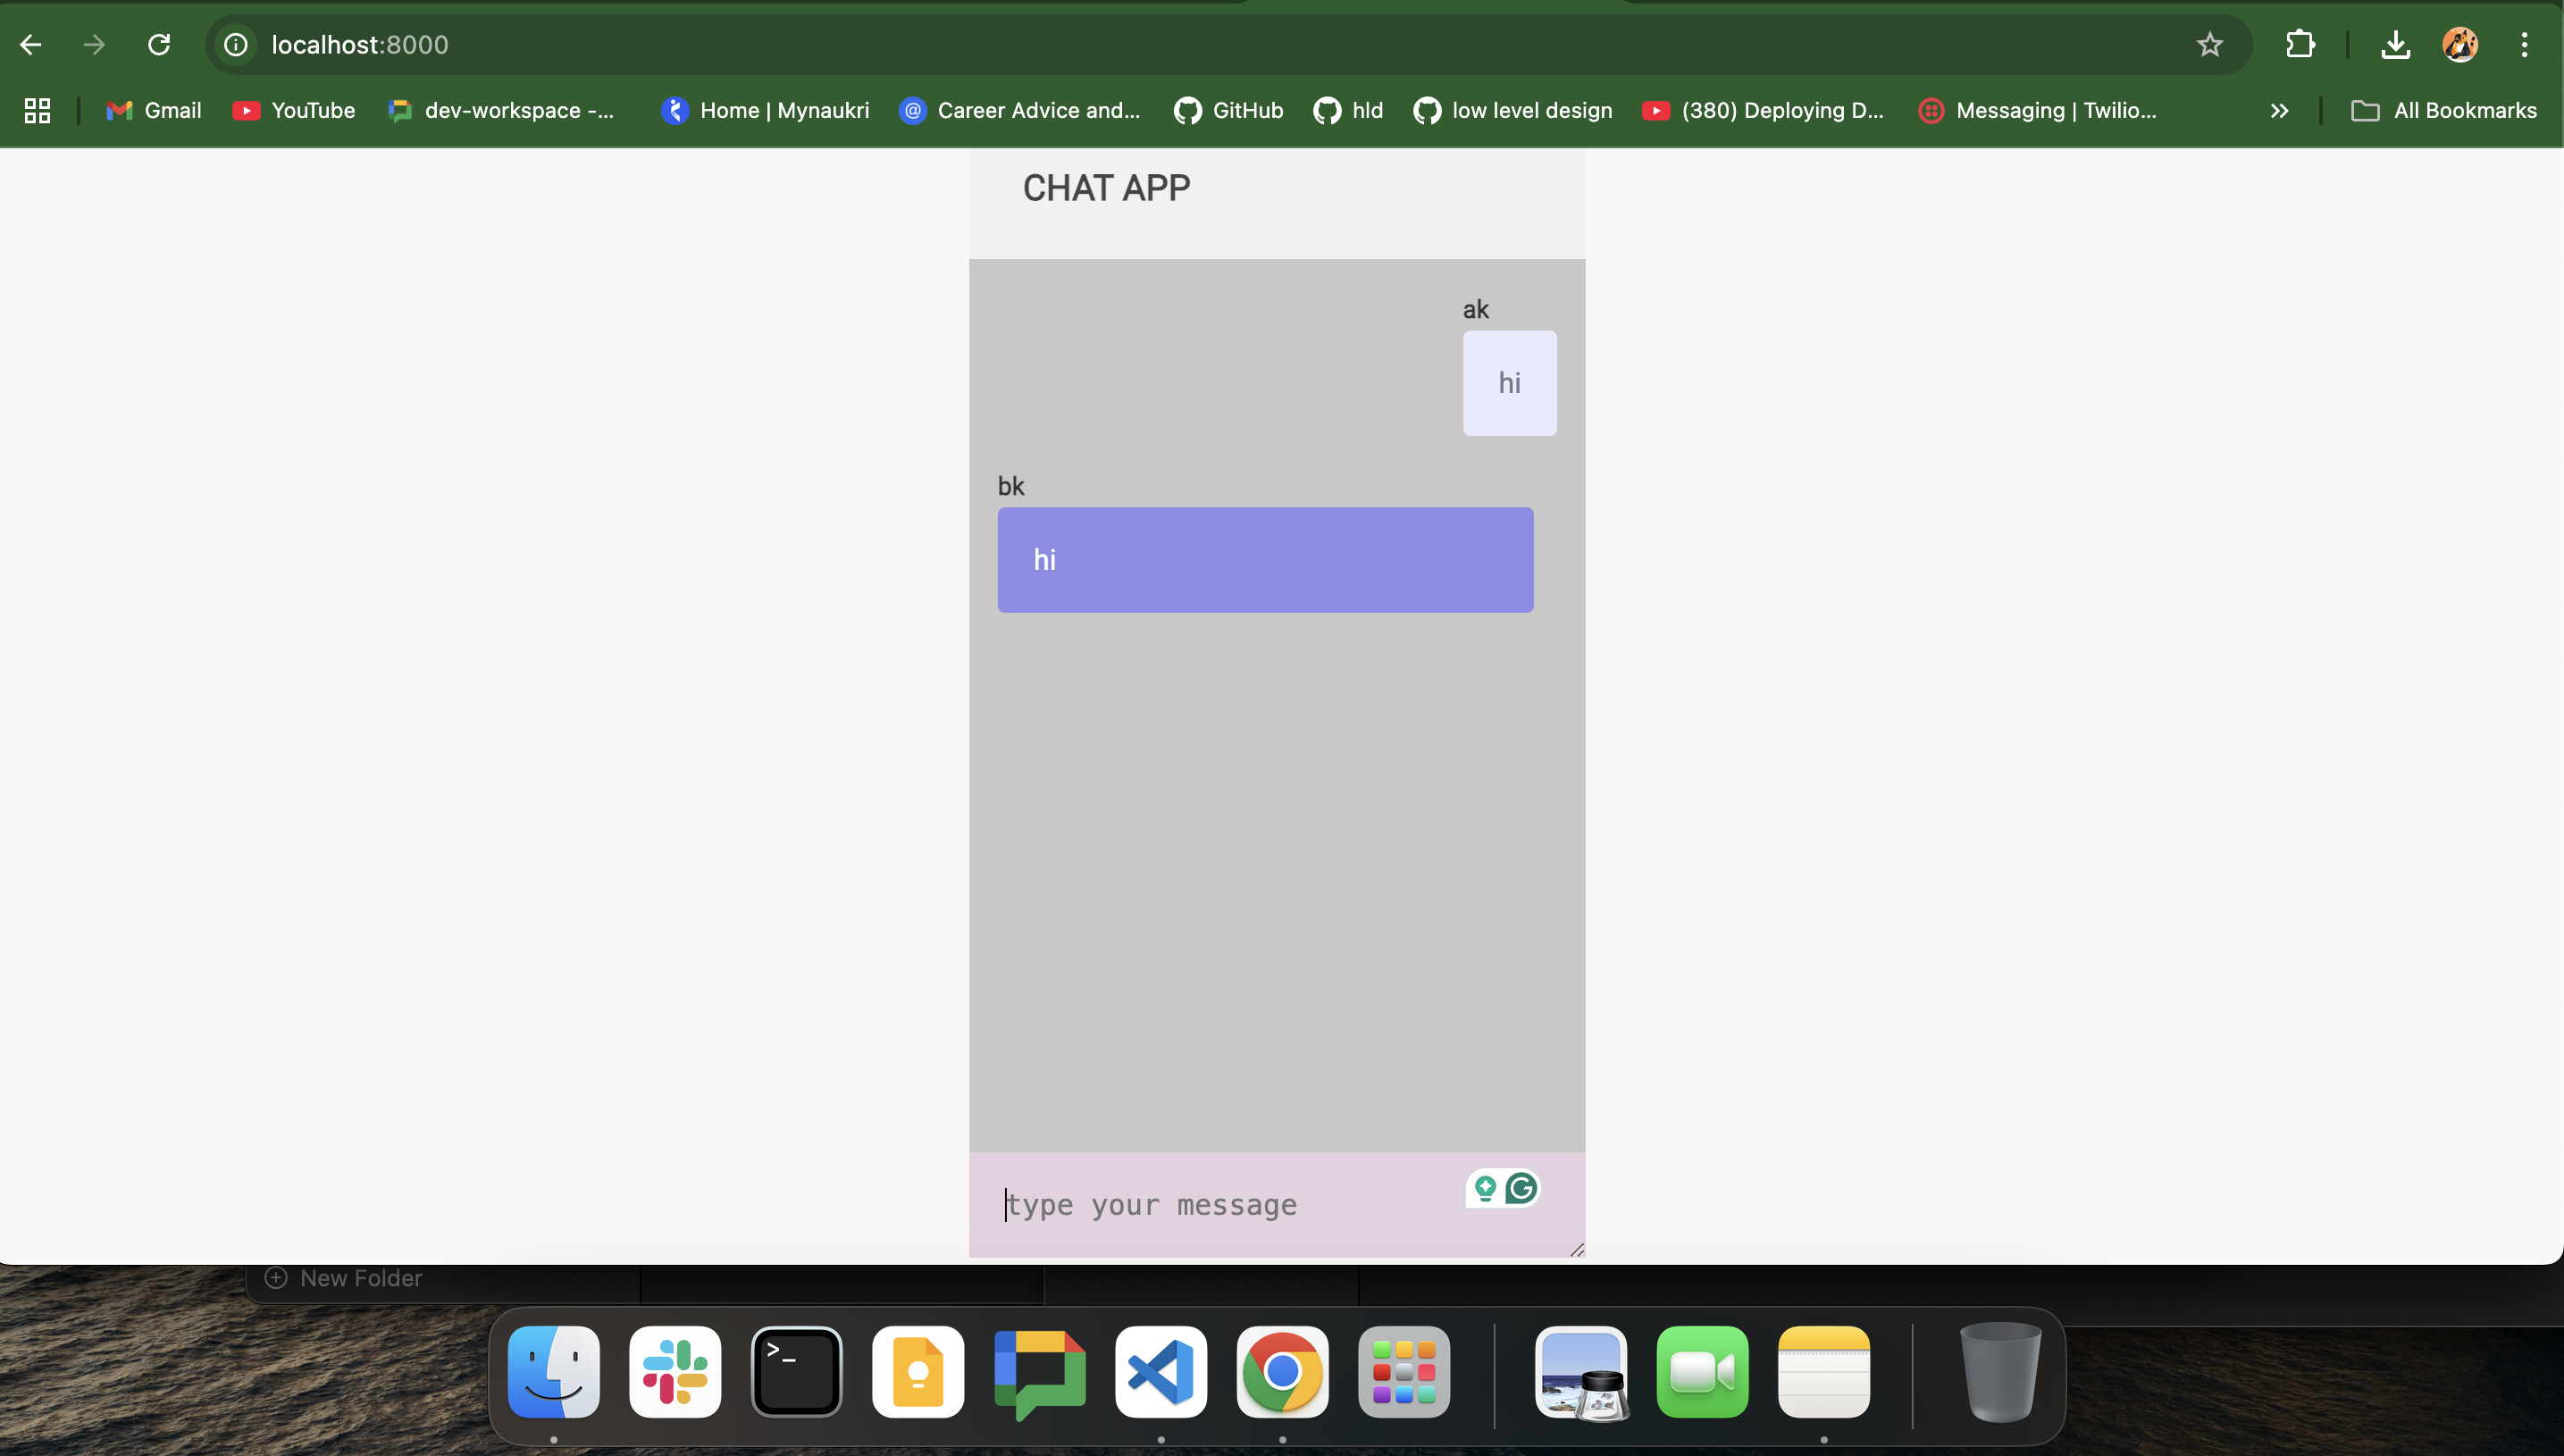 localhost:8000
Gmail YouTube dev-workspace -... Home | Mynaukri Career Advice and... GitHub hld low level design (380) Deploying D... Messaging | Twilio... All Bookmarks
CHAT APP
ak
hi
bk
hi
type your message
New Folder